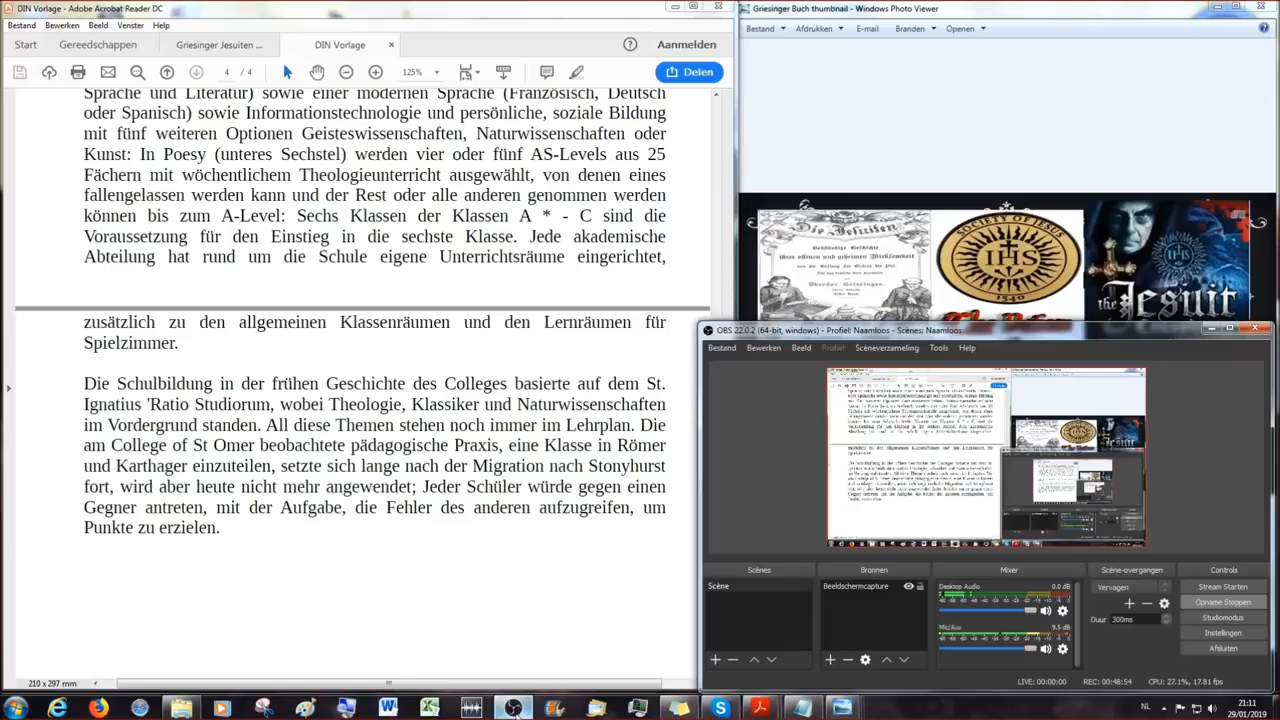 DIN Vorlage - Adobe Acrobat Reader DC
Bestand Bewerken Beeld Venster Help
Start Gereedschappen Griesinger Jesuiten ... DIN Vorlage × Aanmelden
4 / 4 125% Delen
Sprache und Literatur) sowie einer modernen Sprache (Französisch, Deutsch
oder Spanisch) sowie Informationstechnologie und persönliche, soziale Bildung
mit fünf weiteren Optionen Geisteswissenschaften, Naturwissenschaften oder
Kunst: In Poesy (unteres Sechstel) werden vier oder fünf AS-Levels aus 25
Fächern mit wöchentlichem Theologieunterricht ausgewählt, von denen eines
fallengelassen werden kann und der Rest oder alle anderen genommen werden
können bis zum A-Level: Sechs Klassen der Klassen A * - C sind die
Voraussetzung für den Einstieg in die sechste Klasse. Jede akademische
Abteilung hat rund um die Schule eigene Unterrichtsräume eingerichtet,
zusätzlich zu den allgemeinen Klassenräumen und den Lernräumen für
Spielzimmer.
Die Schulbildung in der frühen Geschichte des Colleges basierte auf dem St.
Ignatius wobei Theologie, Klassiker und Naturwissenschaften
im Vordergrund diese Themen stehen Lehrplan. Die
am College beobachtete pädagogische Praxis, eine Klasse in Römer
und Karthager aufzuteilen, setzte sich lange nach der Migration nach Stonyhurst
fort, wird aber heute nicht mehr angewendet; Jeder Schüler würde gegen einen
Gegner antreten mit der Aufgabe, die Fehler des anderen aufzugreifen, um
Punkte zu erzielen.
210 x 297 mm
Griesinger Buch thumbnail - Windows Photo Viewer
Bestand Afdrukken E-mail Branden Openen
Die Jesuiten.
Vollständige Geschichte
SOCIETY OF JESUS
IHS
1540
the Jesuit
OBS 22.0.2 (64-bit, windows) - Profiel: Naamloos - Scènes: Naamloos
Bestand Bewerken Beeld Profiel Scèneverzameling Tools Help
Scènes Bronnen Mixer Scène-overgangen Controls
Scène
Beeldschermcapture
Desktop Audio 0.0 dB
Mic/Aux 9.5 dB
Vervagen
Duur 300ms
Stream Starten
Opname Stoppen
Studiomodus
Instellingen
Afsluiten
LIVE: 00:00:00 REC: 00:48:54 CPU: 27.1%, 17.81 fps
NL 21:11
29/01/2019